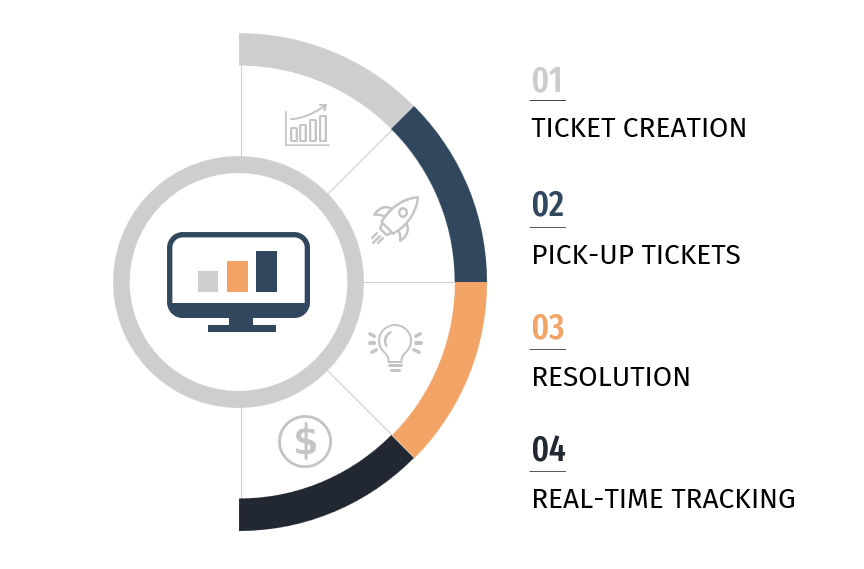 01
TICKET CREATION
02
PICK-UP TICKETS
03
RESOLUTION
04
REAL-TIME TRACKING
$